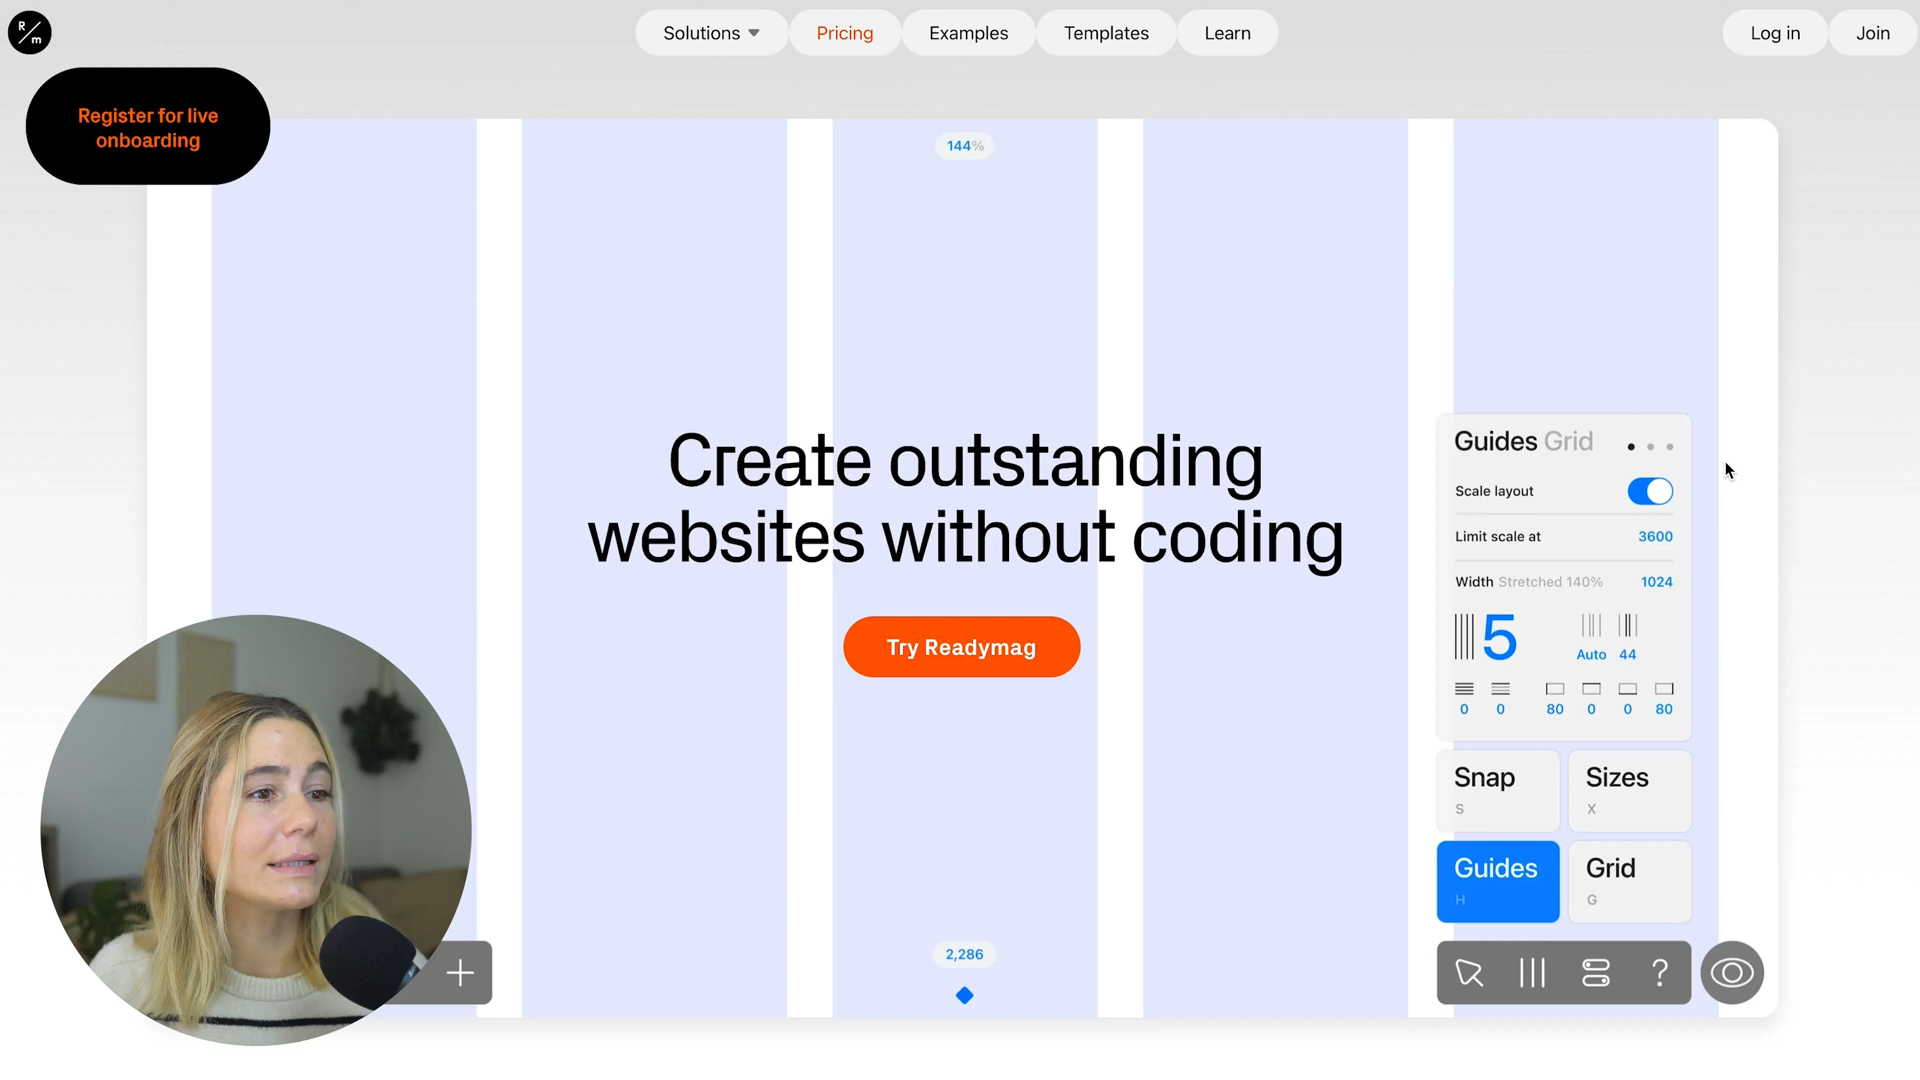 R/m
Solutions
Pricing
Examples
Templates
Learn
Log in
Join
Register for live
onboarding
144%
Create outstanding
websites without coding
Try Readymag
Guides Grid
Scale layout
Limit scale at 3600
Width Stretched 140% 1024
5
Auto 44
0 0 80 0 0 80
Snap
S
Sizes
X
Guides
H
Grid
G
2,286
?